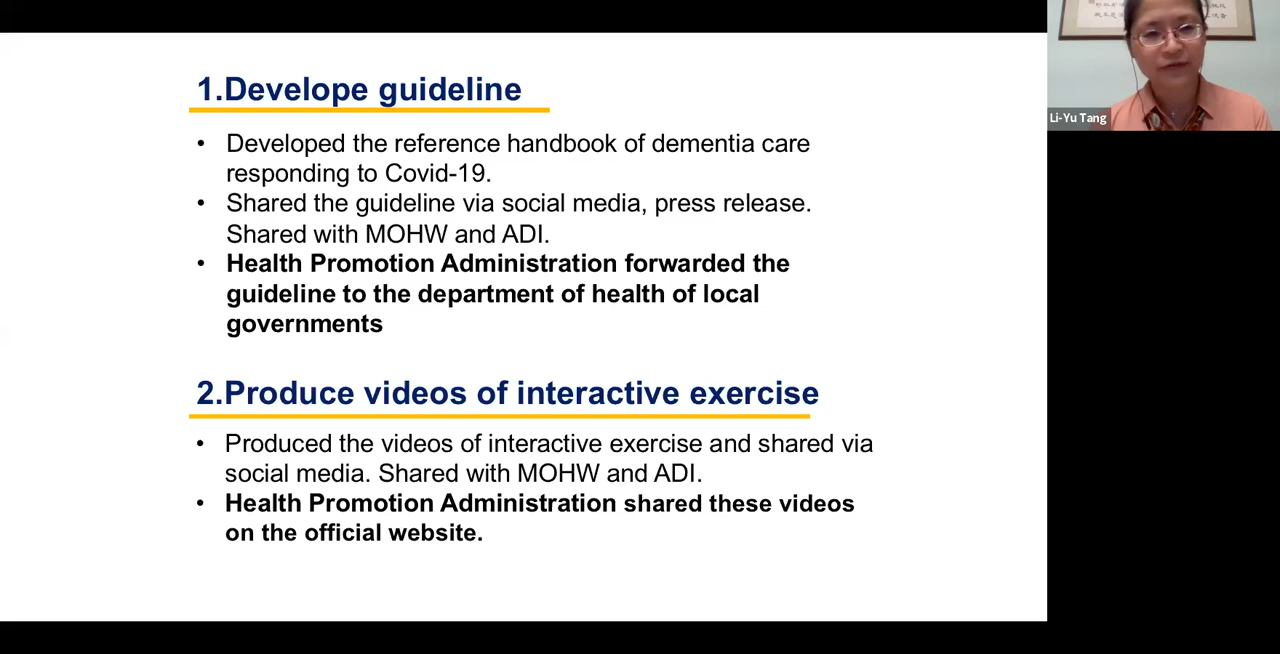 1.Develope guideline
• Developed the reference handbook of dementia care
responding to Covid-19.
• Shared the guideline via social media, press release.
Shared with MOHW and ADI.
• Health Promotion Administration forwarded the
guideline to the department of health of local
governments
2.Produce videos of interactive exercise
• Produced the videos of interactive exercise and shared via
social media. Shared with MOHW and ADI.
• Health Promotion Administration shared these videos
on the official website.
Li-Yu Tang